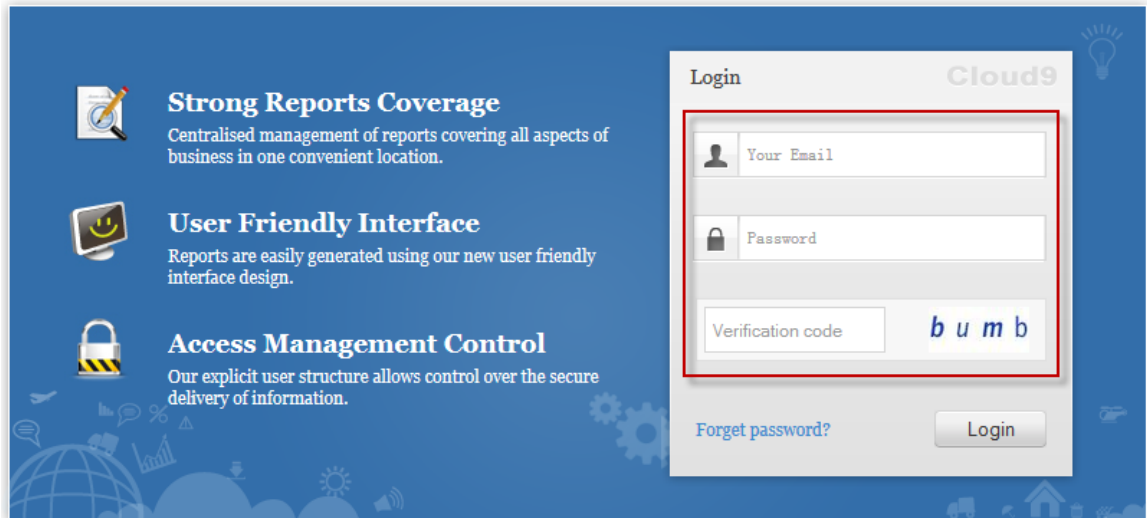 Strong Reports Coverage
Centralised management of reports covering all aspects of
business in one convenient location.
User Friendly Interface
Reports are easily generated using our new user friendly
interface design.
Access Management Control
Our explicit user structure allows control over the secure
delivery of information.
Login
Cloud9
Your Email
Password
Verification code
b u m b
Forget password?
Login